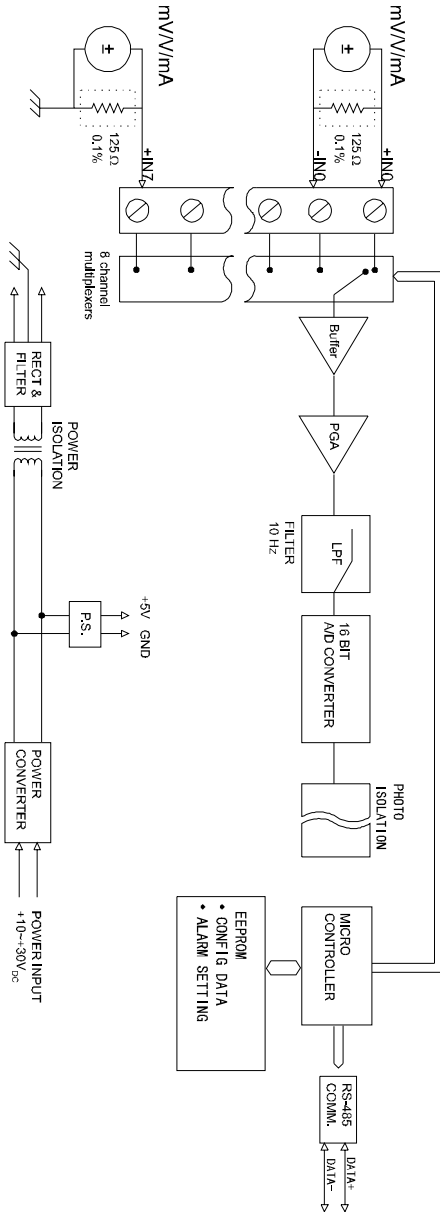 mV/V/mA
125 Ω
0.1%
+IN0
-IN0
mV/V/mA
125 Ω
0.1%
+IN7
8 channel
multiplexers
Buffer
PGA
LPF
FILTER
10 Hz
16 BIT
A/D CONVERTER
PHOTO
ISOLATION
MICRO
CONTROLLER
RS-485
COMM.
DATA+
DATA-
EEPROM
• CONFIG DATA
• ALARM SETTING
RECT &
FILTER
POWER
ISOLATION
P.S.
+5V
GND
POWER
CONVERTER
POWER INPUT
+10~+30VDC